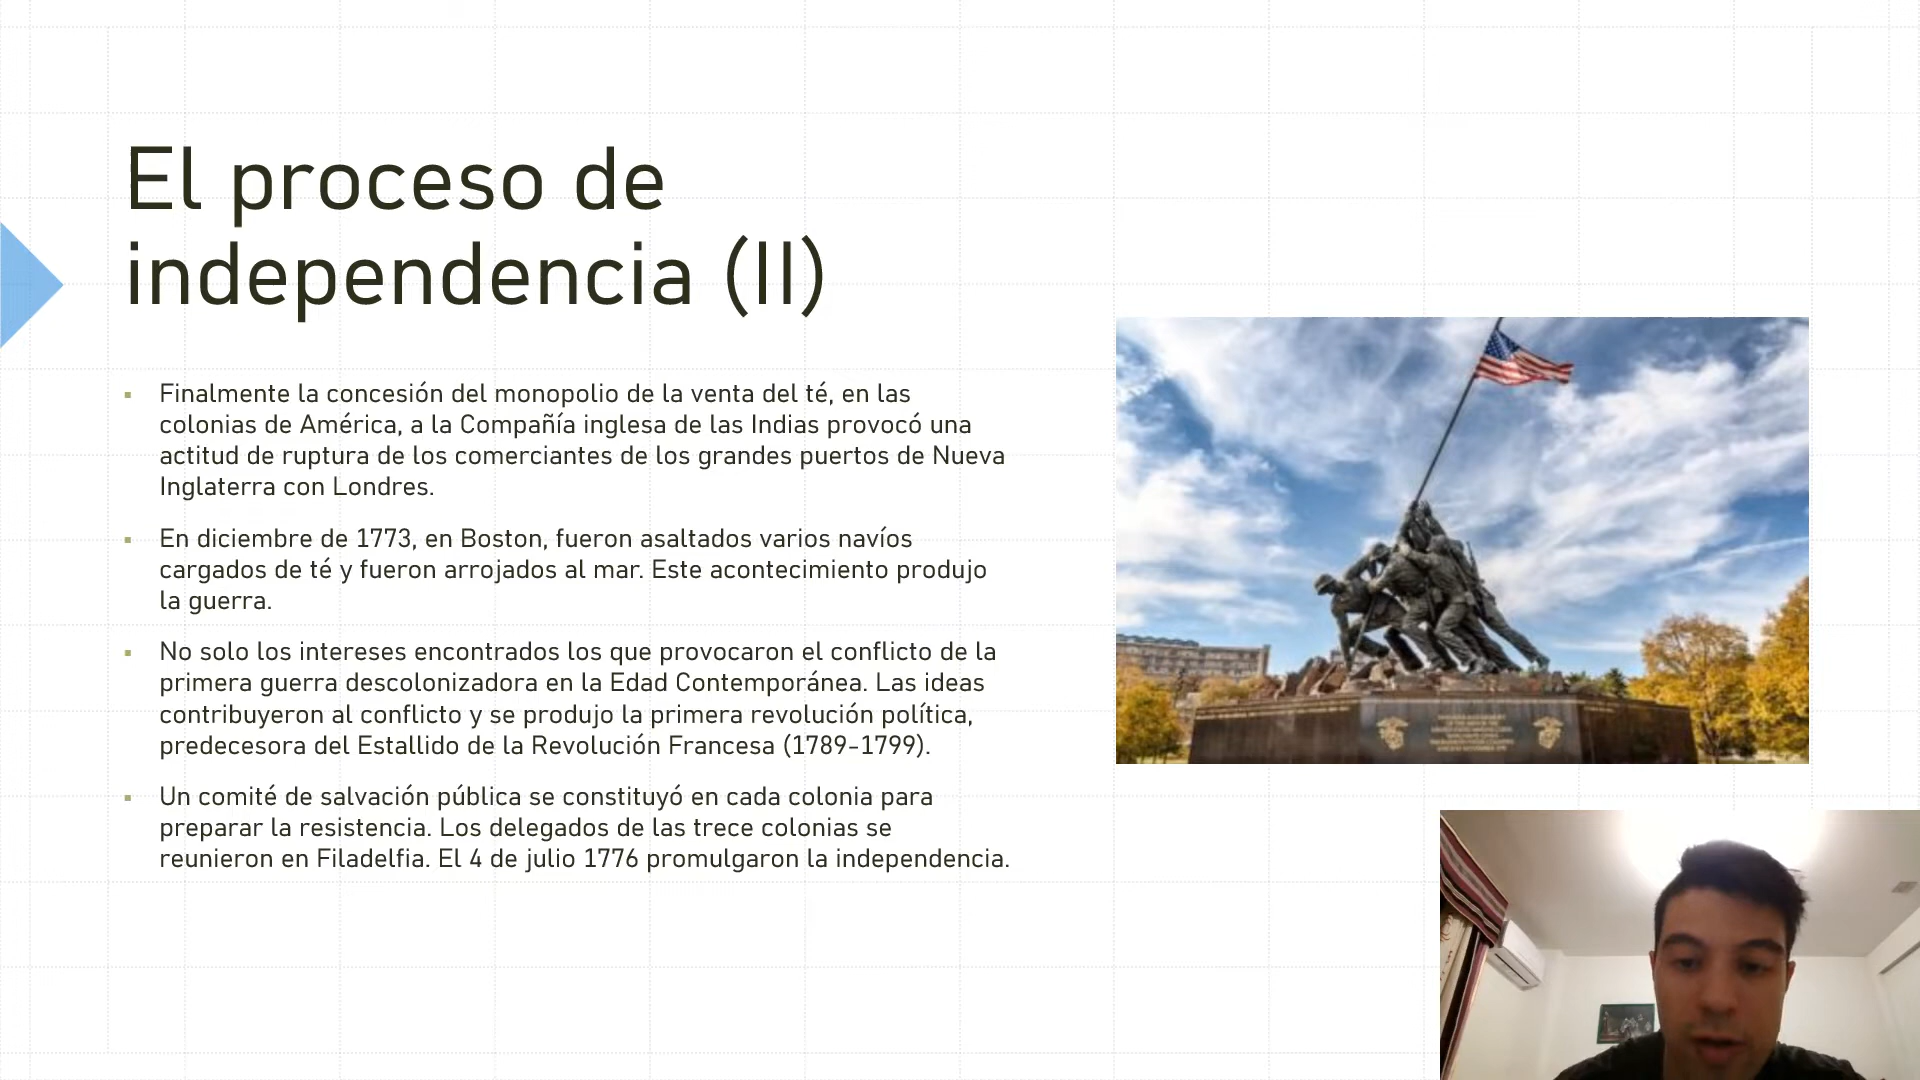 El proceso de
independencia (II)
Finalmente la concesión del monopolio de la venta del té, en las
colonias de América, a la Compañía inglesa de las Indias provocó una
actitud de ruptura de los comerciantes de los grandes puertos de Nueva
Inglaterra con Londres.
En diciembre de 1773, en Boston, fueron asaltados varios navíos
cargados de té y fueron arrojados al mar. Este acontecimiento produjo
la guerra.
No solo los intereses encontrados los que provocaron el conflicto de la
primera guerra descolonizadora en la Edad Contemporánea. Las ideas
contribuyeron al conflicto y se produjo la primera revolución política,
predecesora del Estallido de la Revolución Francesa (1789-1799).
Un comité de salvación pública se constituyó en cada colonia para
preparar la resistencia. Los delegados de las trece colonias se
reunieron en Filadelfia. El 4 de julio 1776 promulgaron la independencia.